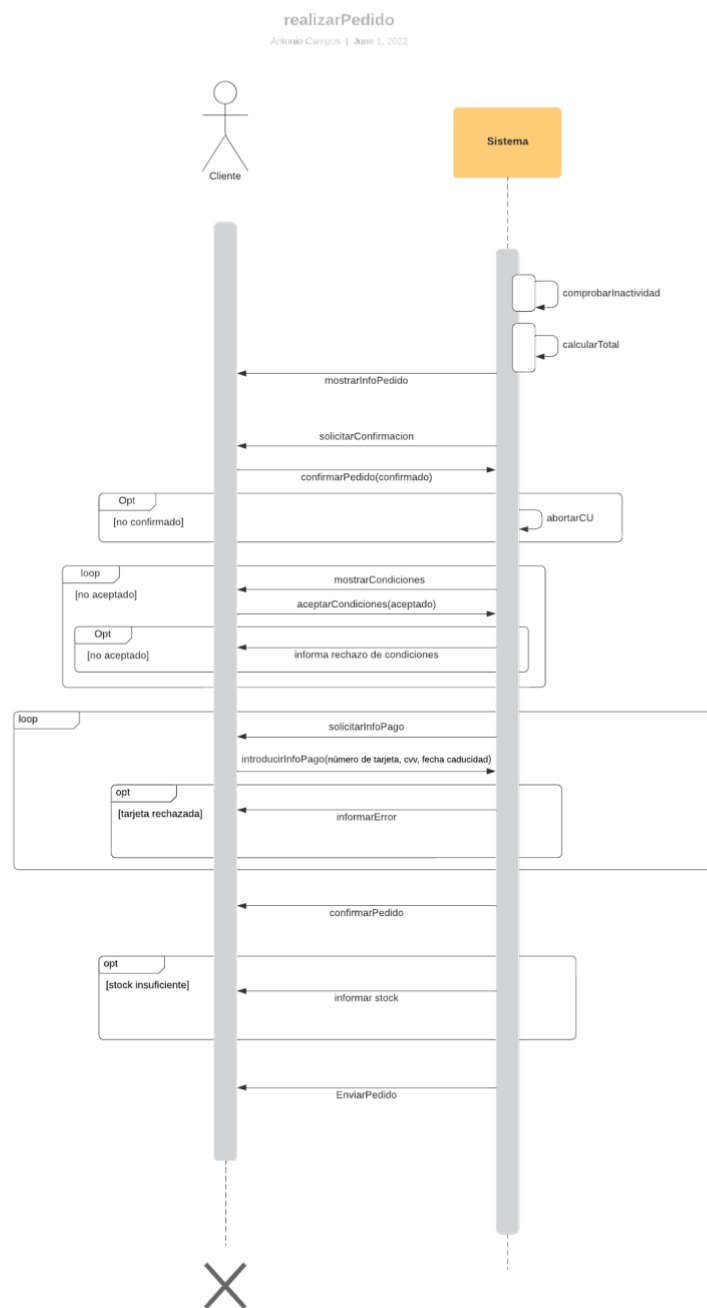 realizarPedido
Antonio Campos | June 1, 2022
Cliente
Sistema
comprobarInactividad
calcularTotal
mostrarInfoPedido
solicitarConfirmacion
confirmarPedido(confirmado)
Opt
[no confirmado]
abortarCU
loop
[no aceptado]
mostrarCondiciones
aceptarCondiciones(aceptado)
Opt
[no aceptado]
informa rechazo de condiciones
loop
solicitarInfoPago
introducirInfoPago(número de tarjeta, cvv, fecha caducidad)
opt
[tarjeta rechazada]
informarError
confirmarPedido
opt
[stock insuficiente]
informar stock
EnviarPedido